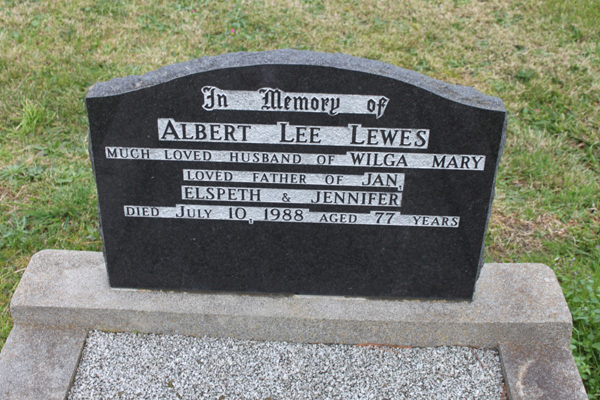 In Memory of
ALBERT LEE LEWES
MUCH LOVED HUSBAND OF WILGA MARY
LOVED FATHER OF JAN,
ELSPETH & JENNIFER
DIED JULY 10, 1988 AGED 77 YEARS